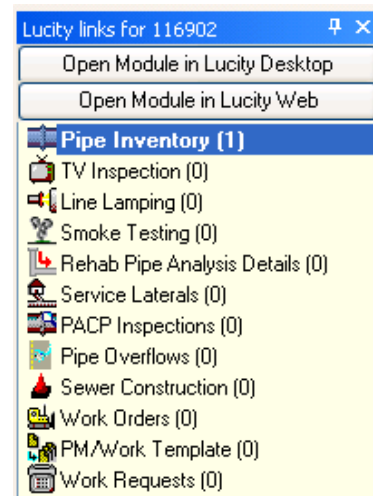 Lucity links for 116902
Open Module in Lucity Desktop
Open Module in Lucity Web
Pipe Inventory (1)
TV Inspection (0)
Line Lamping (0)
Smoke Testing (0)
Rehab Pipe Analysis Details (0)
Service Laterals (0)
PACP Inspections (0)
Pipe Overflows (0)
Sewer Construction (0)
Work Orders (0)
PM/Work Template (0)
Work Requests (0)